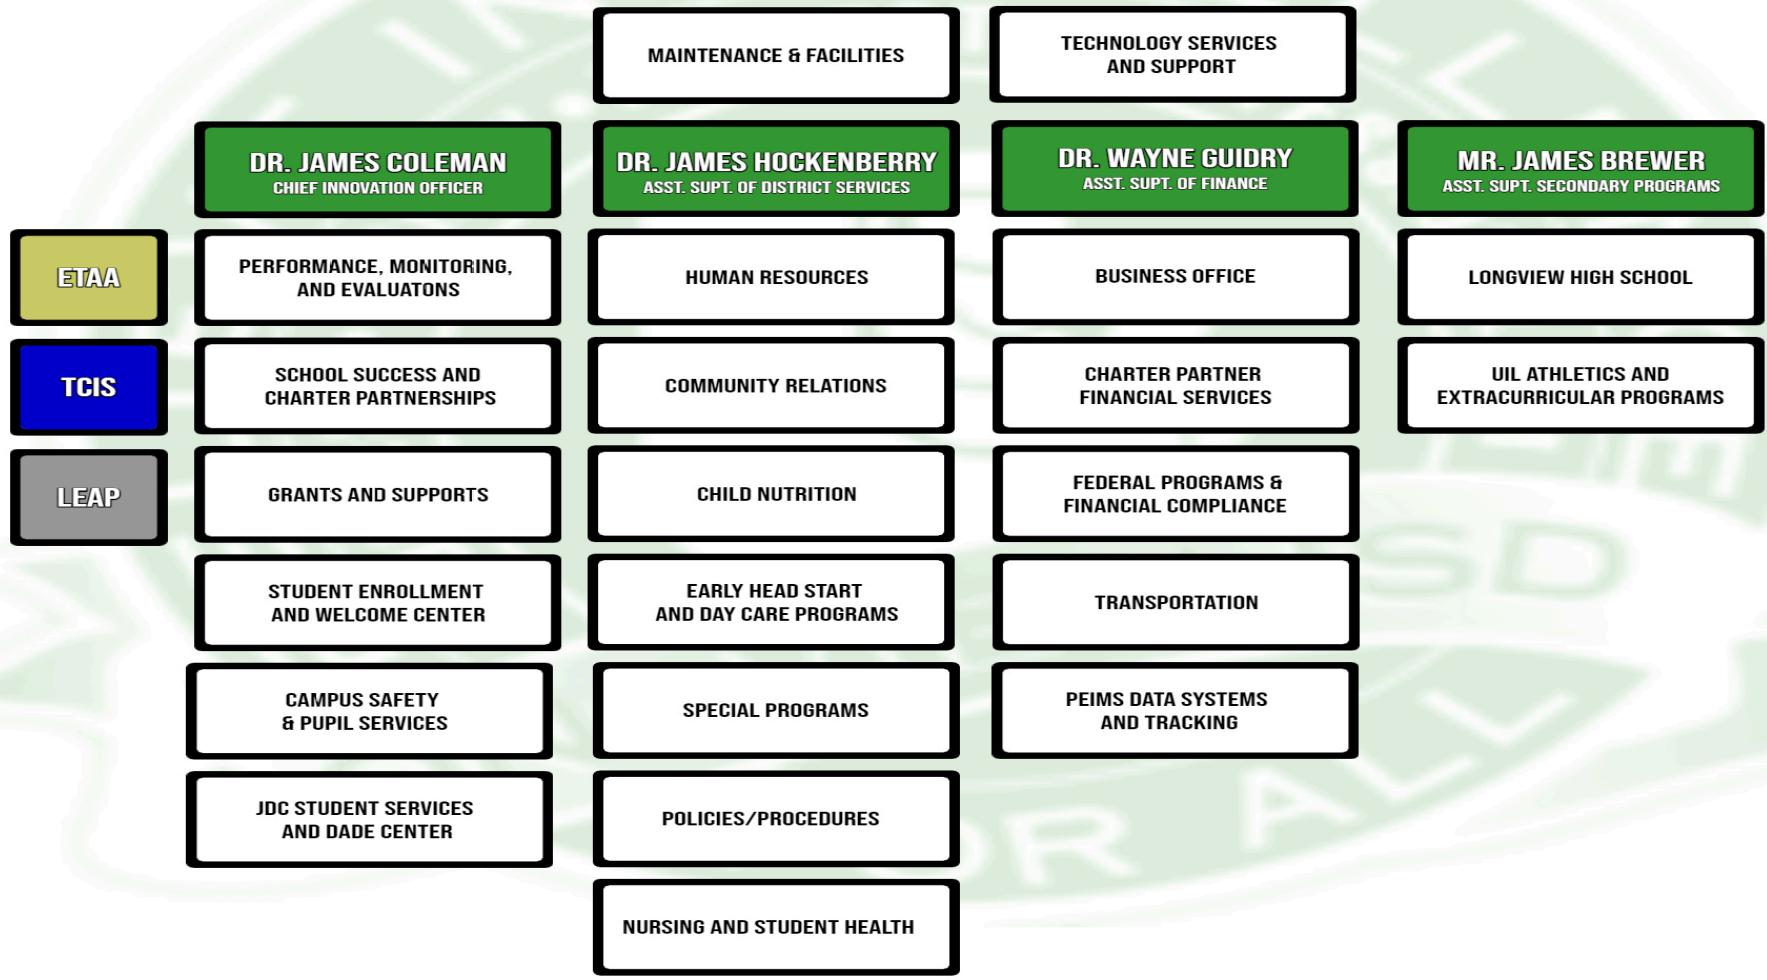 MAINTENANCE & FACILITIES
TECHNOLOGY SERVICES
AND SUPPORT
DR. JAMES COLEMAN
CHIEF INNOVATION OFFICER
DR. JAMES HOCKENBERRY
ASST. SUPT. OF DISTRICT SERVICES
DR. WAYNE GUIDRY
ASST. SUPT. OF FINANCE
MR. JAMES BREWER
ASST. SUPT. SECONDARY PROGRAMS
ETAA
PERFORMANCE, MONITORING,
AND EVALUATONS
HUMAN RESOURCES
BUSINESS OFFICE
LONGVIEW HIGH SCHOOL
TCIS
SCHOOL SUCCESS AND
CHARTER PARTNERSHIPS
COMMUNITY RELATIONS
CHARTER PARTNER
FINANCIAL SERVICES
UIL ATHLETICS AND
EXTRACURRICULAR PROGRAMS
LEAP
GRANTS AND SUPPORTS
CHILD NUTRITION
FEDERAL PROGRAMS &
FINANCIAL COMPLIANCE
STUDENT ENROLLMENT
AND WELCOME CENTER
EARLY HEAD START
AND DAY CARE PROGRAMS
TRANSPORTATION
CAMPUS SAFETY
& PUPIL SERVICES
SPECIAL PROGRAMS
PEIMS DATA SYSTEMS
AND TRACKING
JDC STUDENT SERVICES
AND DADE CENTER
POLICIES/PROCEDURES
NURSING AND STUDENT HEALTH